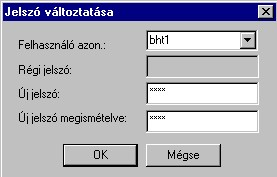 Jelszó változtatása
Felhasználó azon.: bht1
Régi jelszó:
Új jelszó: ****
Új jelszó megismételve: ****
OK Mégse